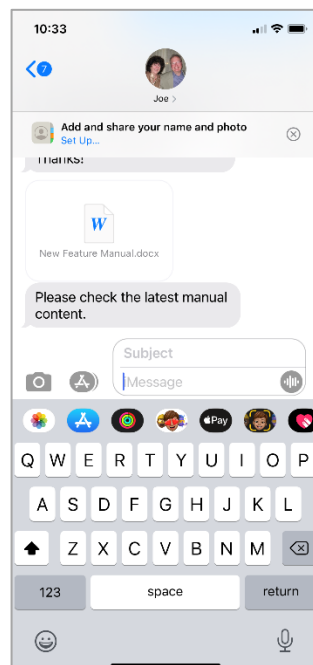 10:33
7
Joe >
Add and share your name and photo
Set Up...
Thanks!
W
New Feature Manual.docx
Please check the latest manual
content.
Subject
iMessage
Pay
Q W E R T Y U I O P
A S D F G H J K L
Z X C V B N M
123 space return